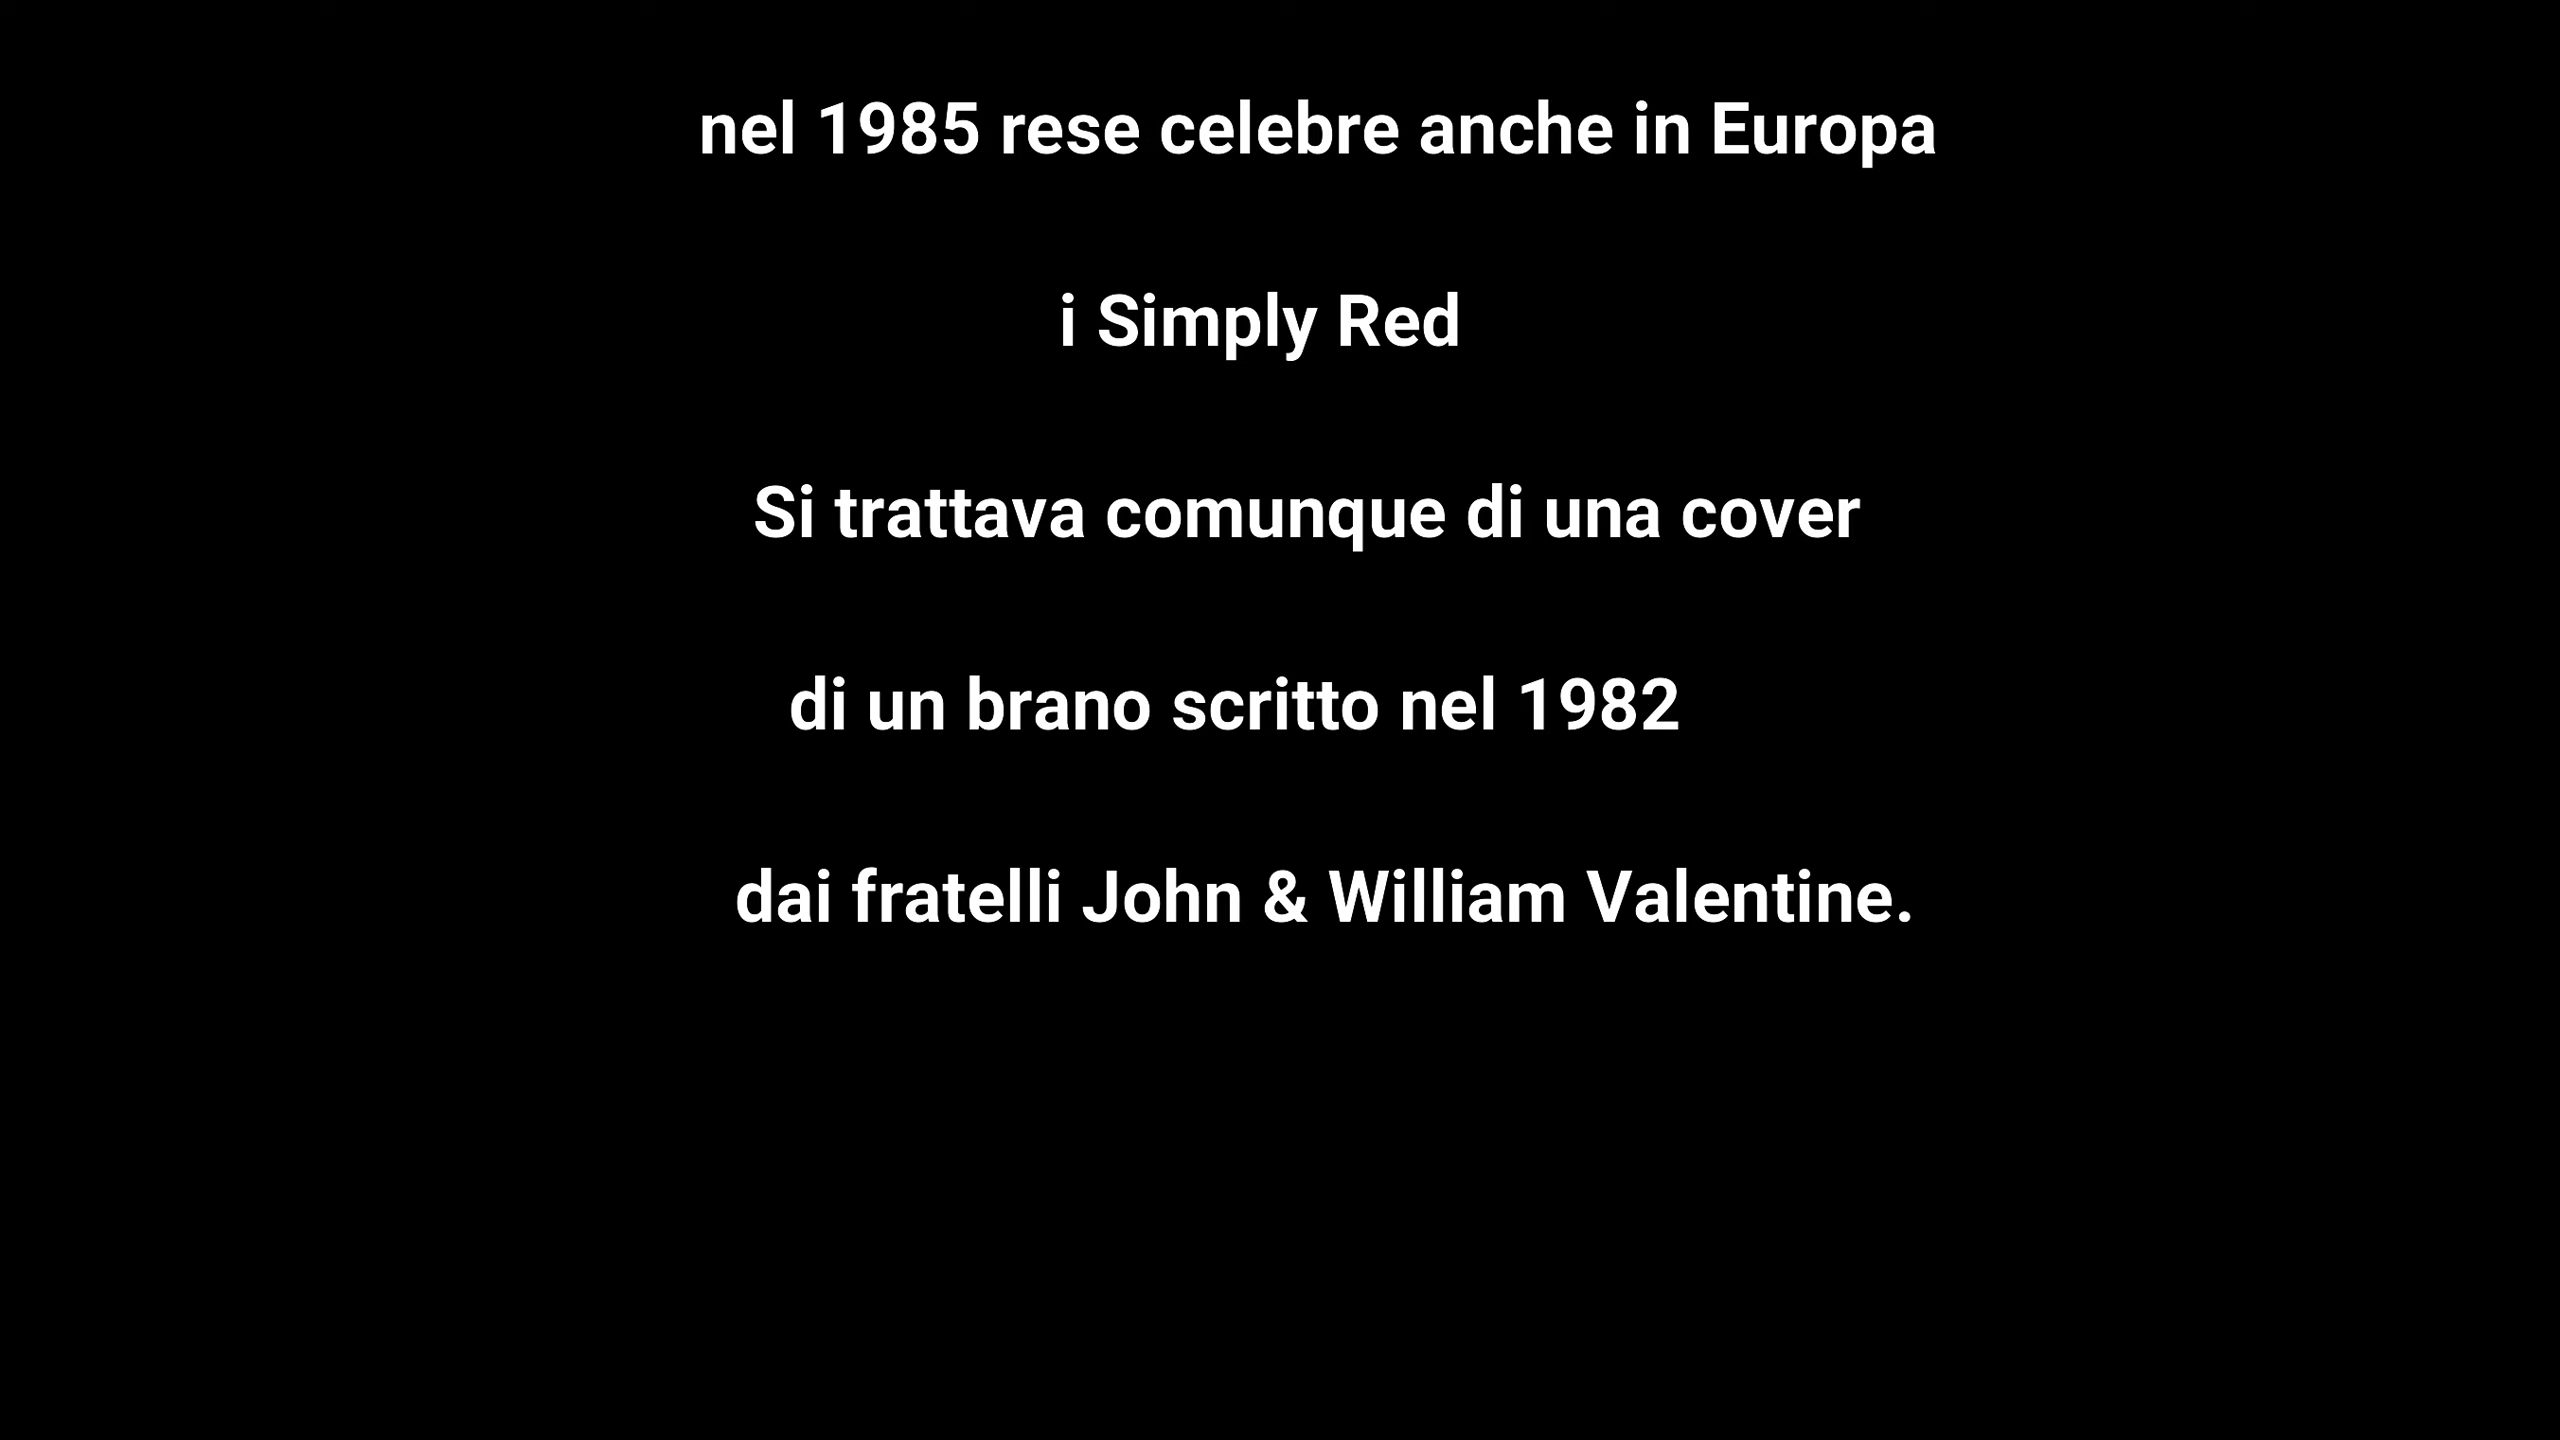 nel 1985 rese celebre anche in Europa
i Simply Red
Si trattava comunque di una cover
di un brano scritto nel 1982
dai fratelli John & William Valentine.